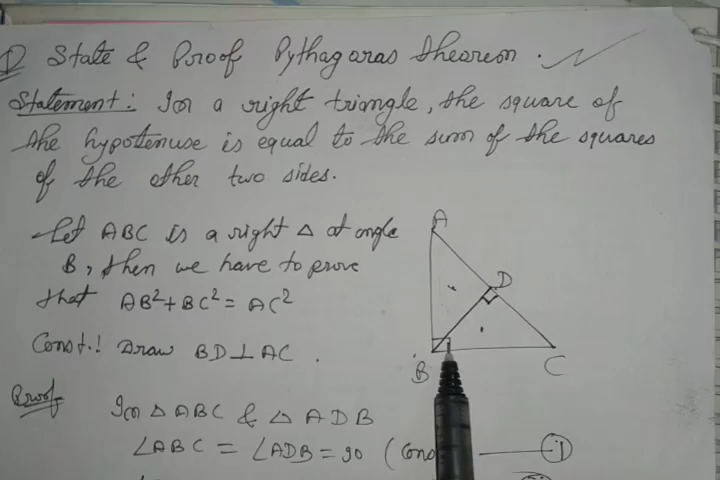 1) State & Proof Pythagoras theorem.
Statement: In a right triangle, the square of
the hypotenuse is equal to the sum of the squares
of the other two sides.
Let ABC is a right △ at angle
B, then we have to prove
that AB²+BC²=AC²
Const.: Draw BD⊥AC.
A
D
B
C
Proof
In △ABC & △ADB
∠ABC = ∠ADB=90 (Cons —— ①